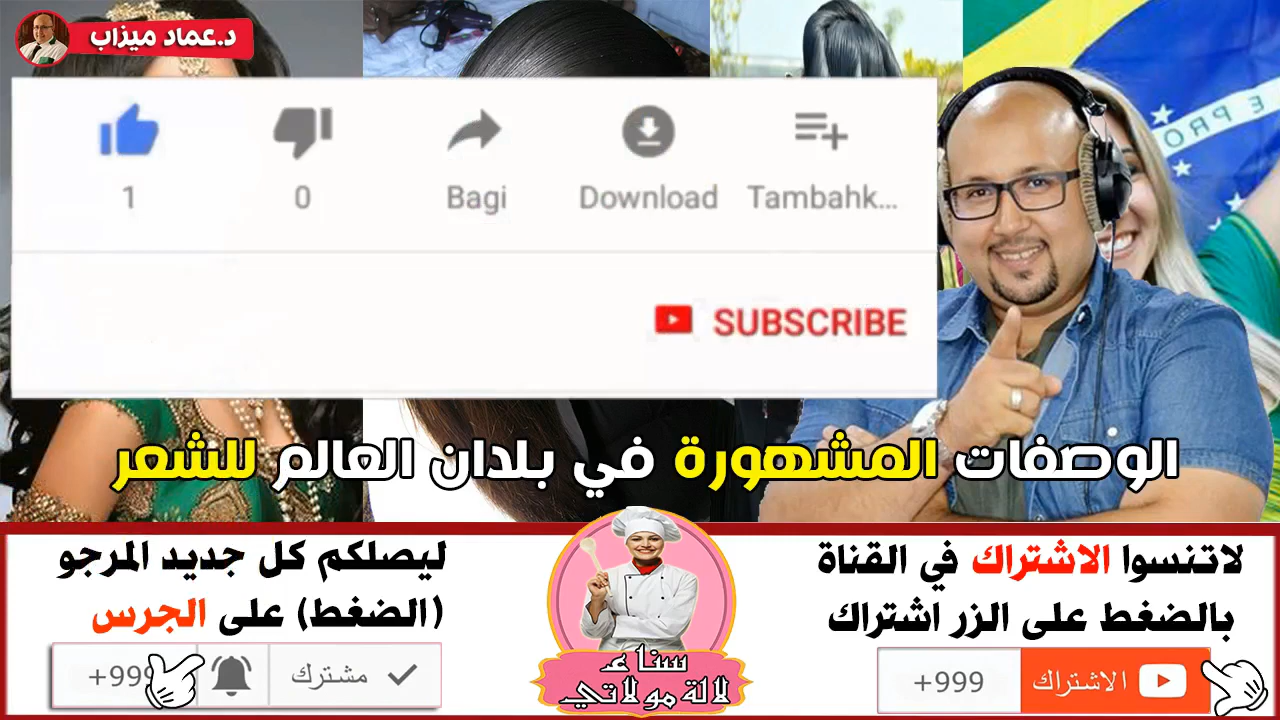 د.عماد ميزاب
1
0
Bagi
Download
Tambahk...
SUBSCRIBE
E PRO
الوصفات المشهورة في بلدان العالم للشعر
لاتنسوا الاشتراك في القناة
بالضغط على الزر اشتراك
الاشتراك
+999
سناء
لالة مولاتي
ليصلكم كل جديد المرجو
(الضغط) على الجرس
مشترك
+999